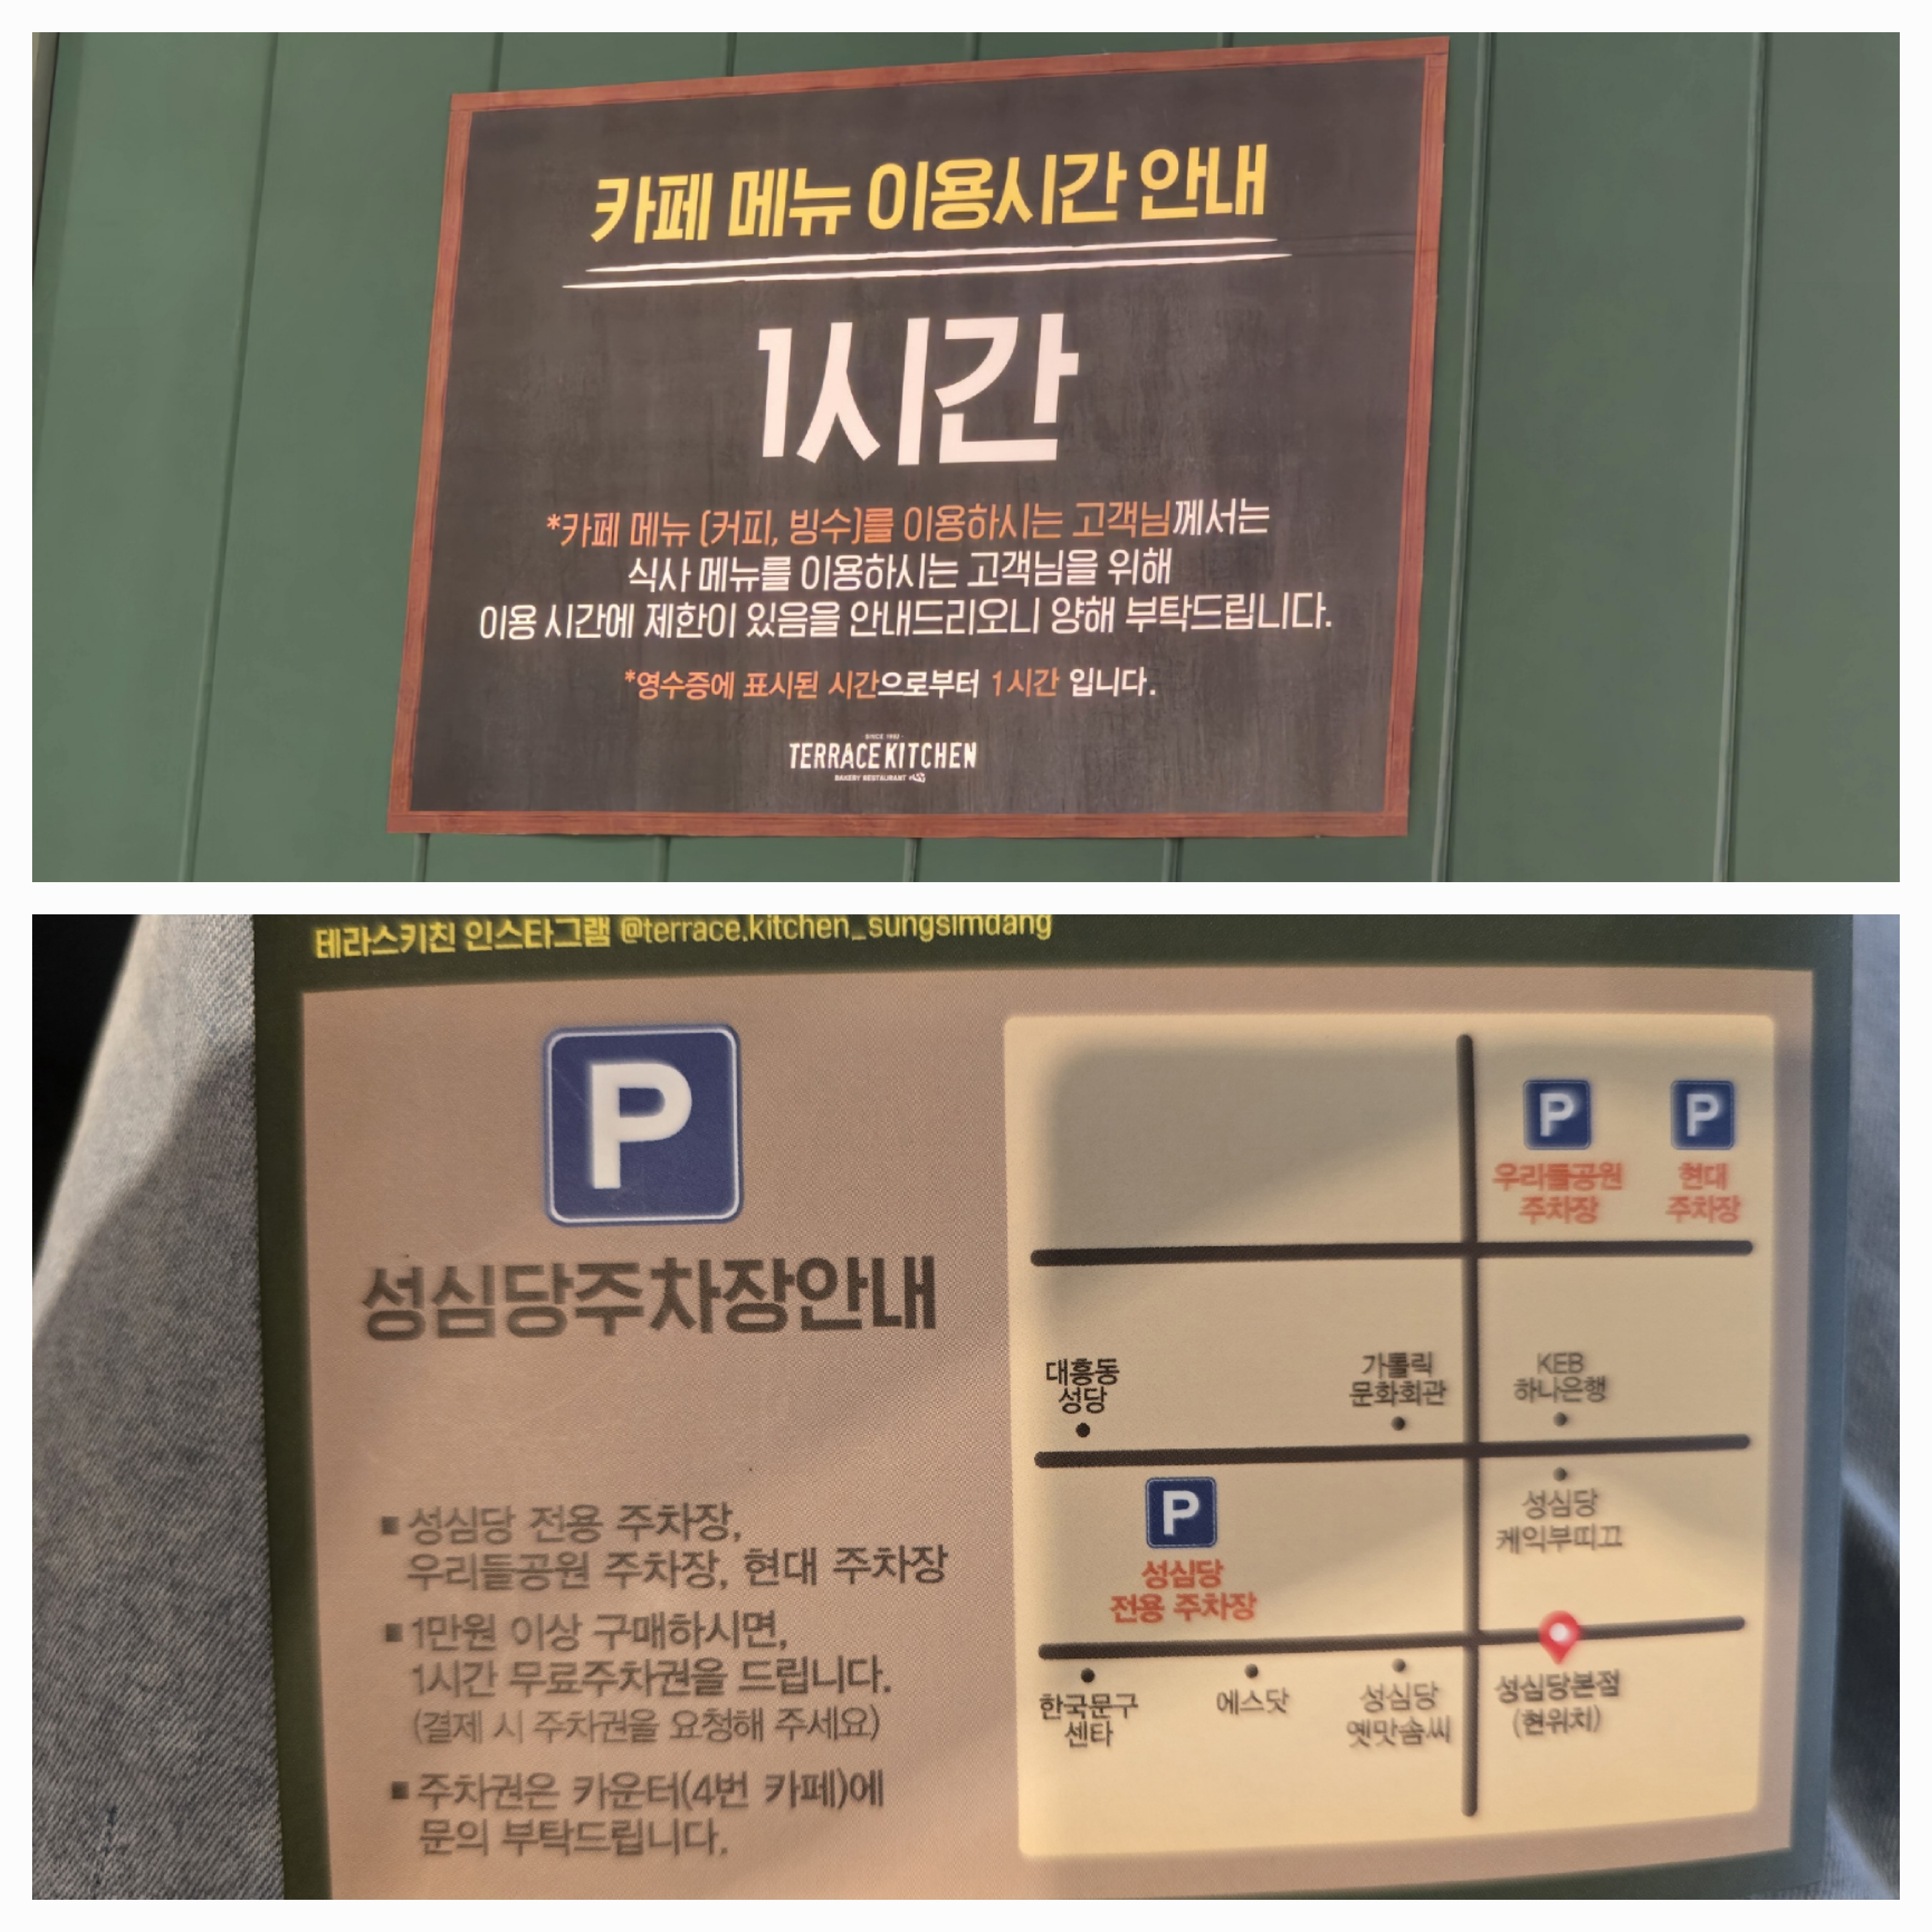 카페 메뉴 이용시간 안내
1시간
*카페 메뉴 (커피, 빙수)를 이용하시는 고객님께서는
식사 메뉴를 이용하시는 고객님을 위해
이용 시간에 제한이 있음을 안내드리오니 양해 부탁드립니다.
*영수증에 표시된 시간으로부터 1시간 입니다.
TERRACE KITCHEN
BAKERY RESTAURANT
테라스키친 인스타그램 @terrace.kitchen_sungsimdang
P
성심당주차장안내
■ 성심당 전용 주차장,
우리들공원 주차장, 현대 주차장
■ 1만원 이상 구매하시면,
1시간 무료주차권을 드립니다.
(결제 시 주차권을 요청해 주세요)
■ 주차권은 카운터(4번 카페)에
문의 부탁드립니다.
P
우리들공원
주차장
P
현대
주차장
대흥동
성당
가톨릭
문화회관
KEB
하나은행
P
성심당
전용 주차장
성심당
케익부띠끄
한국문구
센타
에스닷
성심당
옛맛솜씨
성심당본점
(현위치)